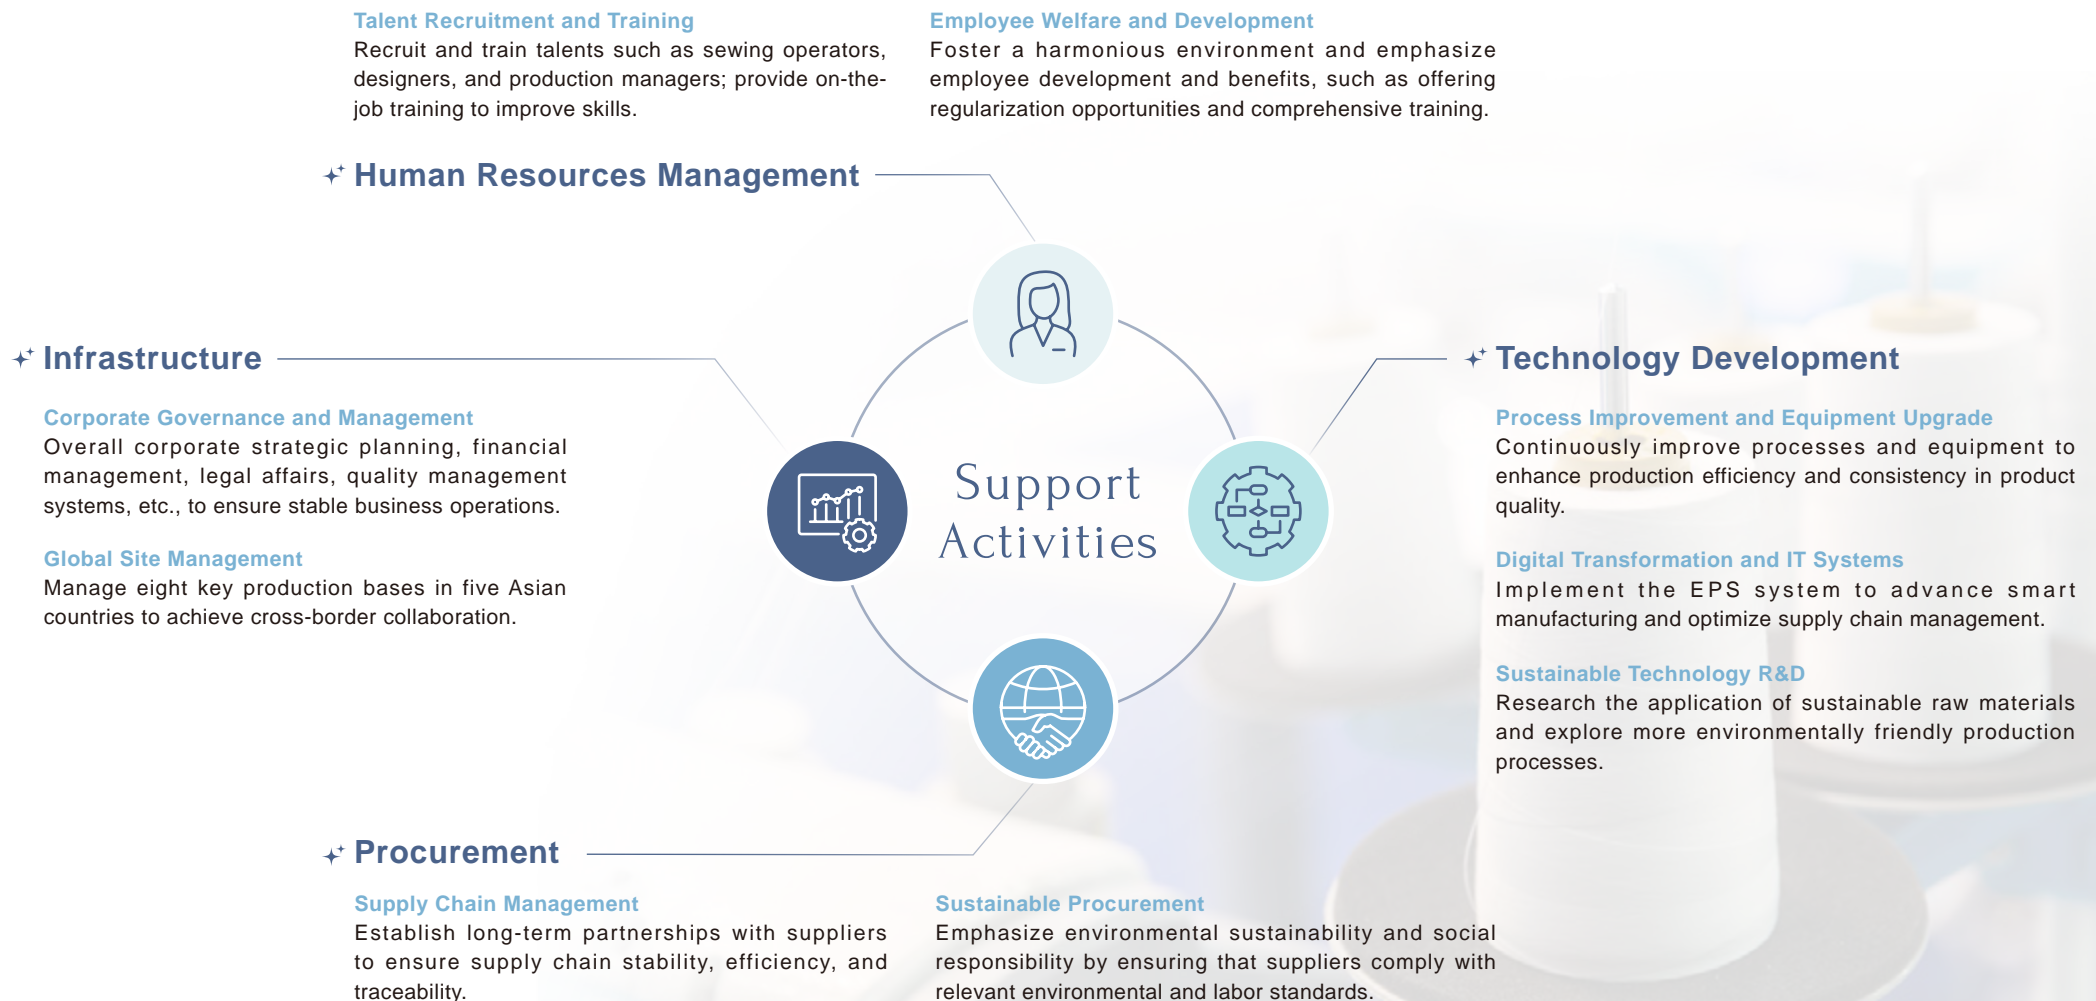 Talent Recruitment and Training
Recruit and train talents such as sewing operators,
designers, and production managers; provide on-the-
job training to improve skills.
Employee Welfare and Development
Foster a harmonious environment and emphasize
employee development and benefits, such as offering
regularization opportunities and comprehensive training.
Human Resources Management
Infrastructure
Corporate Governance and Management
Overall corporate strategic planning, financial
management, legal affairs, quality management
systems, etc., to ensure stable business operations.
Global Site Management
Manage eight key production bases in five Asian
countries to achieve cross-border collaboration.
Support
Activities
Technology Development
Process Improvement and Equipment Upgrade
Continuously improve processes and equipment to
enhance production efficiency and consistency in product
quality.
Digital Transformation and IT Systems
Implement the EPS system to advance smart
manufacturing and optimize supply chain management.
Sustainable Technology R&D
Research the application of sustainable raw materials
and explore more environmentally friendly production
processes.
Procurement
Supply Chain Management
Establish long-term partnerships with suppliers
to ensure supply chain stability, efficiency, and
traceability.
Sustainable Procurement
Emphasize environmental sustainability and social
responsibility by ensuring that suppliers comply with
relevant environmental and labor standards.